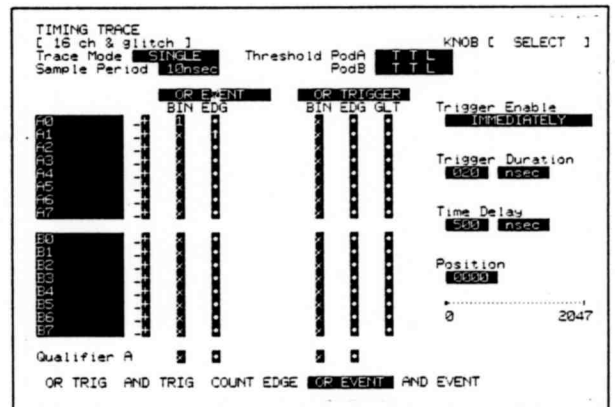 TIMING TRACE
[ 16 ch & glitch ] KNOB [ SELECT ]
Trace Mode SINGLE Threshold PodA T T L
Sample Period 10nsec PodB T T L
OR EVENT OR TRIGGER
BIN EDG BIN EDG GLT Trigger Enable
A0 _+ 1 IMMEDIATELY
A1 _+ x ↑ x
A2 _+ x x
A3 _+ x x Trigger Duration
A4 _+ x x 020 nsec
A5 _+ x x
A6 _+ x x
A7 _+ x x Time Delay
500 nsec
B0 _+ x x
B1 _+ x x
B2 _+ x x Position
B3 _+ x x 0000
B4 _+ x x
B5 _+ x x
B6 _+ x x 0 2047
B7 _+ x x
Qualifier A x x
OR TRIG AND TRIG COUNT EDGE OR EVENT AND EVENT